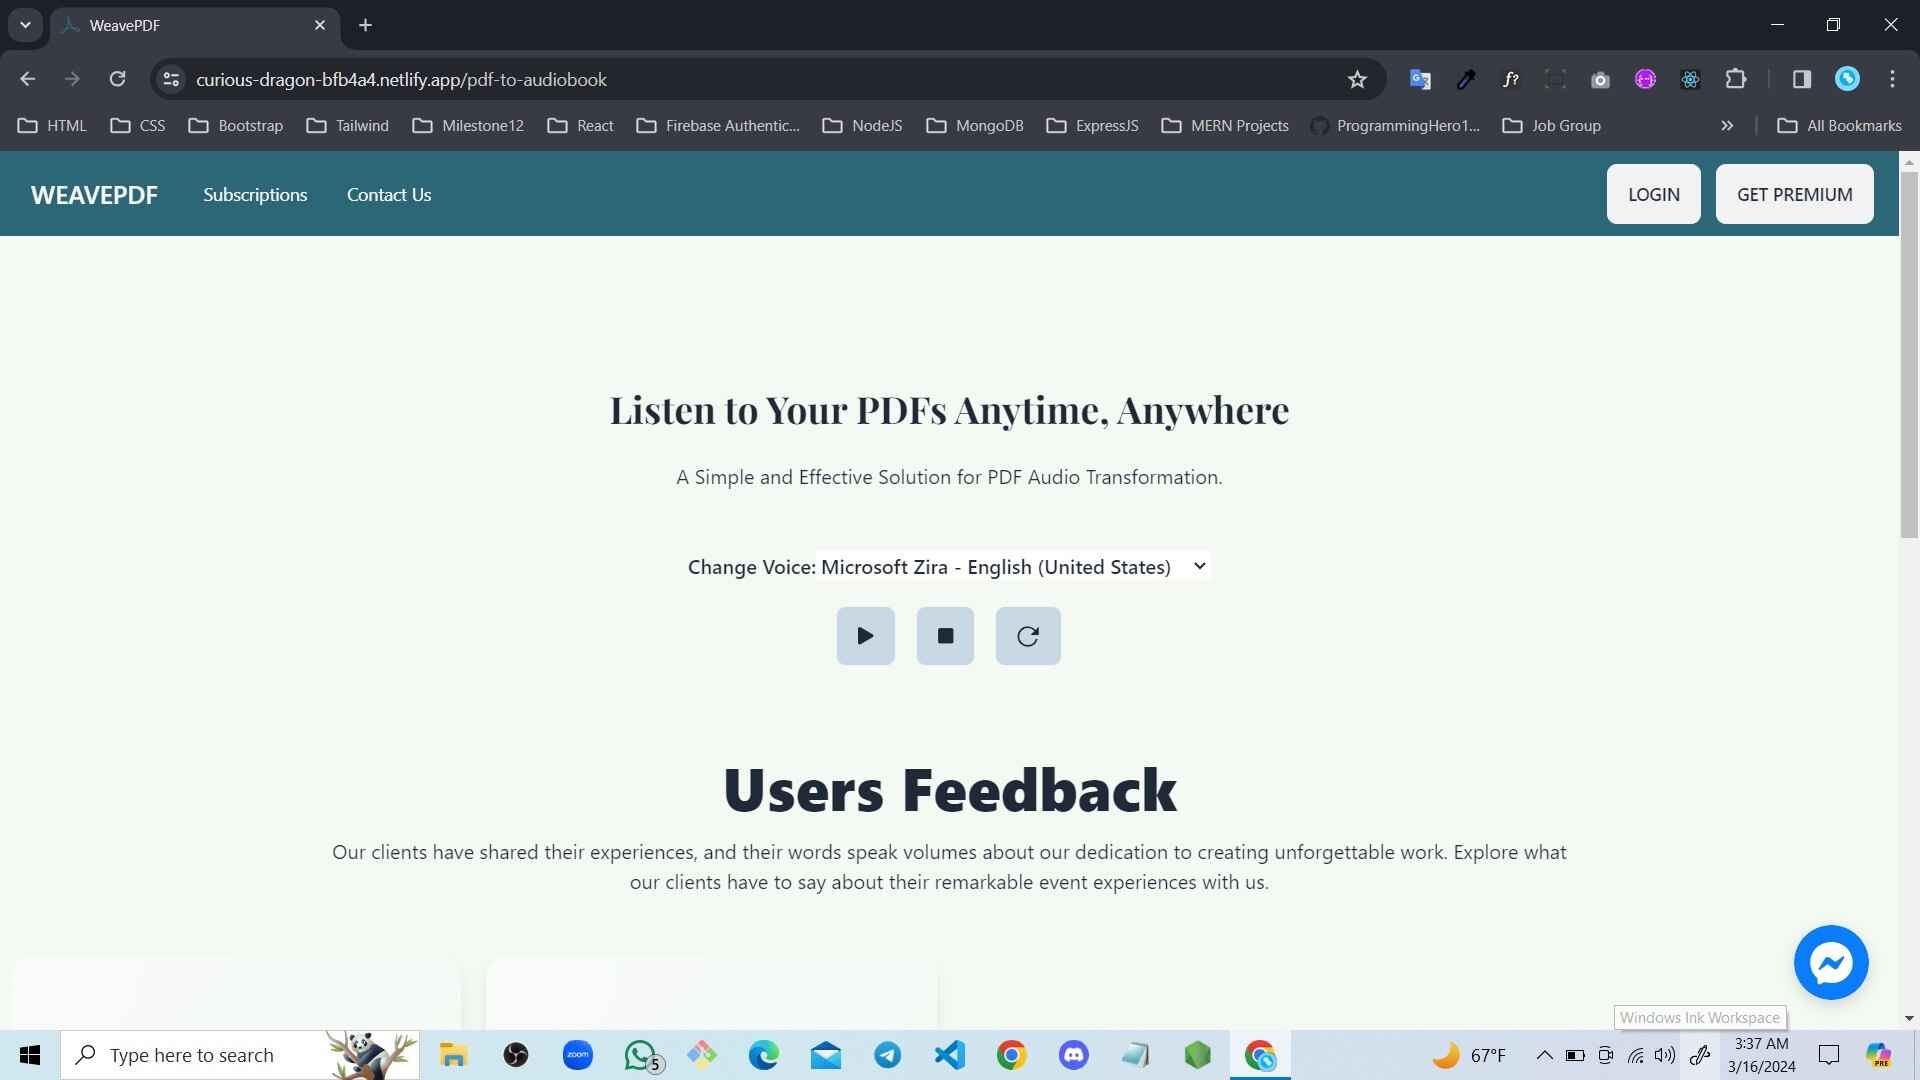 WeavePDF
curious-dragon-bfb4a4.netlify.app/pdf-to-audiobook
HTML CSS Bootstrap Tailwind Milestone12 React Firebase Authentic... NodeJS MongoDB ExpressJS MERN Projects ProgrammingHero1... Job Group » All Bookmarks
WEAVEPDF Subscriptions Contact Us LOGIN GET PREMIUM
Listen to Your PDFs Anytime, Anywhere
A Simple and Effective Solution for PDF Audio Transformation.
Change Voice: Microsoft Zira - English (United States)
Users Feedback
Our clients have shared their experiences, and their words speak volumes about our dedication to creating unforgettable work. Explore what
our clients have to say about their remarkable event experiences with us.
Windows Ink Workspace
Type here to search
zoom
5
67°F
3:37 AM
3/16/2024
PRE